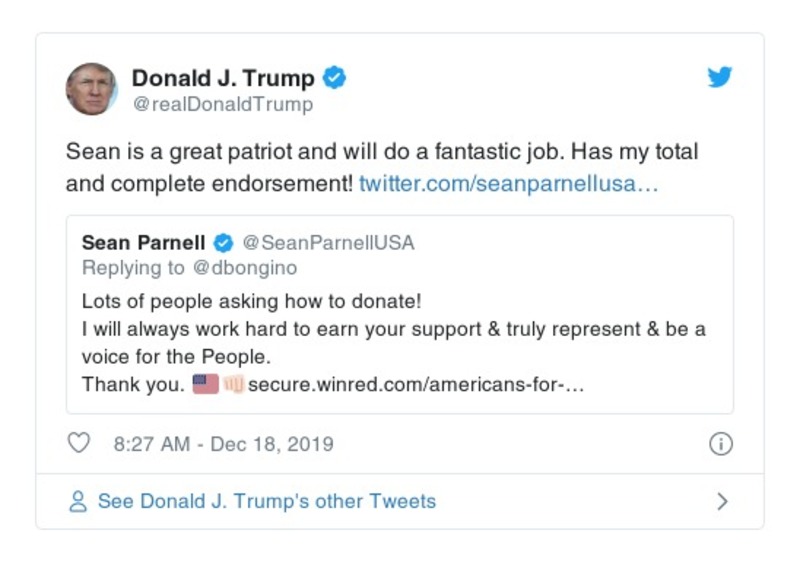 Donald J. Trump
@realDonaldTrump
Sean is a great patriot and will do a fantastic job. Has my total
and complete endorsement! twitter.com/seanparnellusa…
Sean Parnell @SeanParnellUSA
Replying to @dbongino
Lots of people asking how to donate!
I will always work hard to earn your support & truly represent & be a
voice for the People.
Thank you. 🇺🇸👊🏻 secure.winred.com/americans-for-…
8:27 AM - Dec 18, 2019
See Donald J. Trump's other Tweets